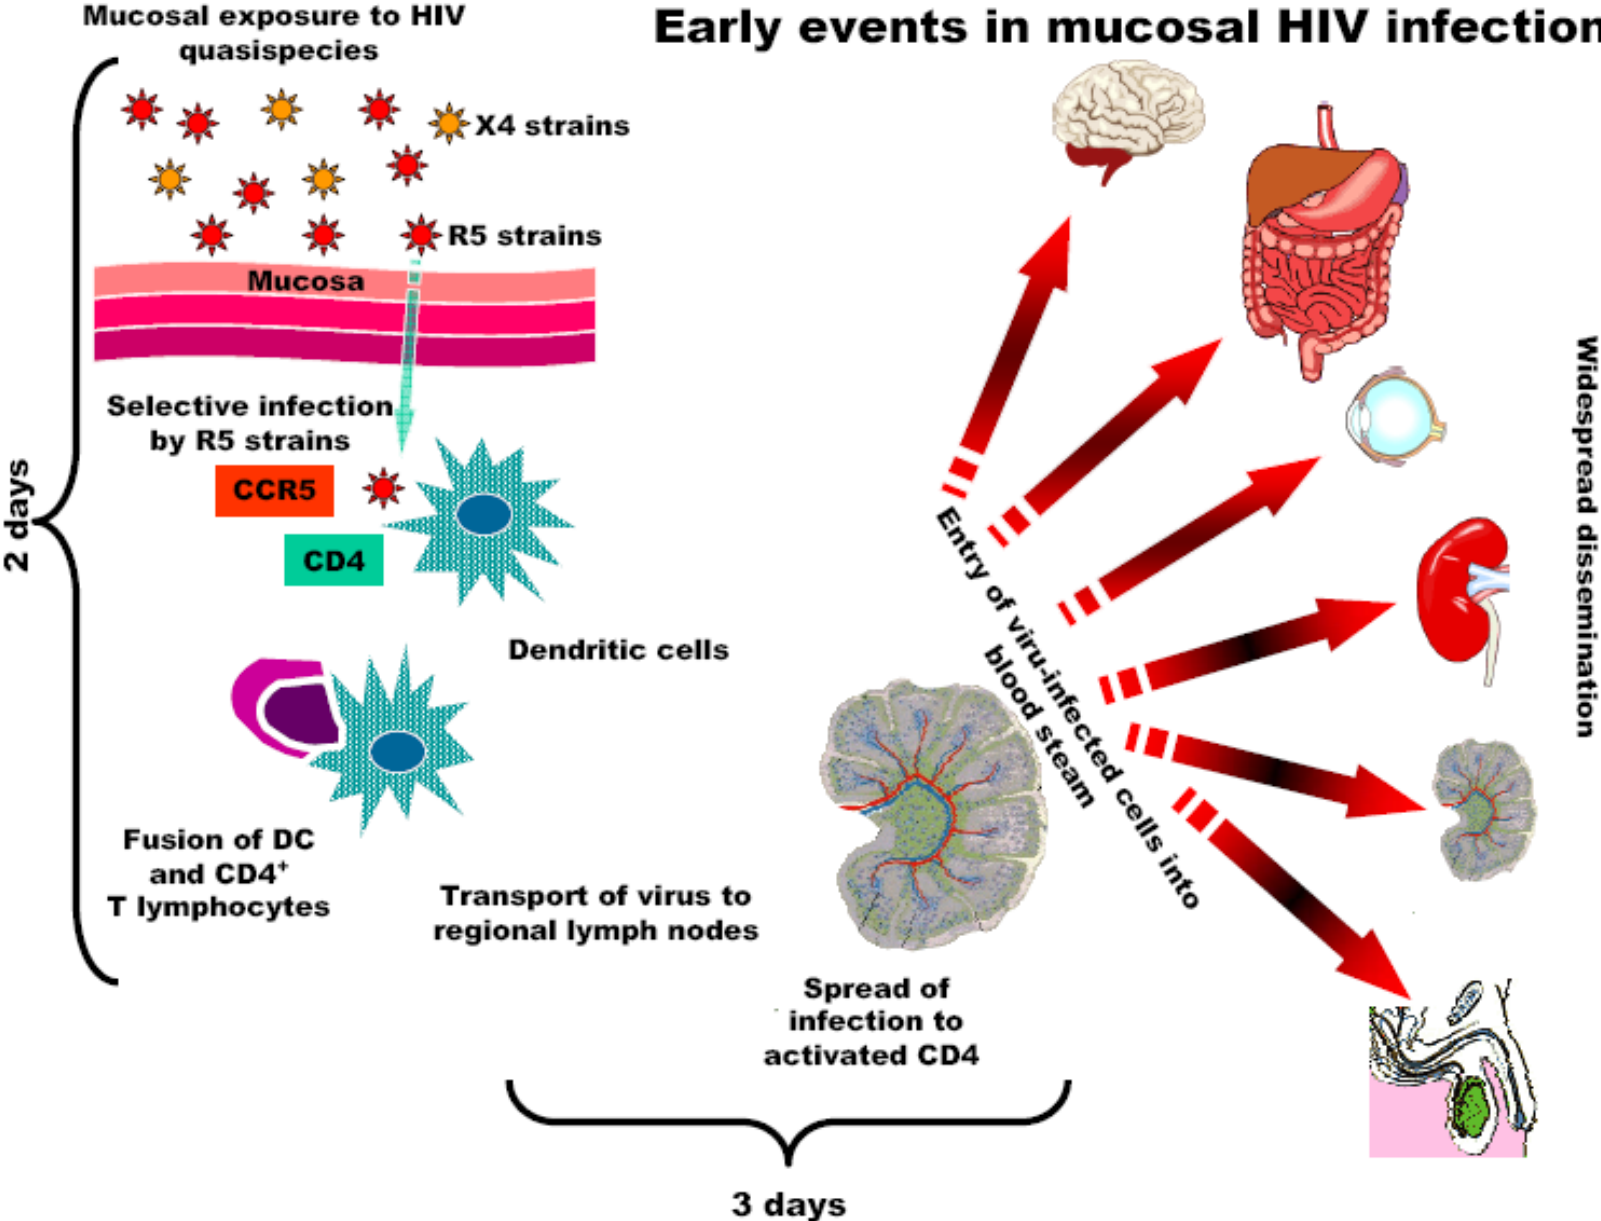 Mucosal exposure to HIV
quasispecies
Early events in mucosal HIV infection
X4 strains
R5 strains
Mucosa
Selective infection
by R5 strains
CCR5
CD4
2 days
Dendritic cells
Fusion of DC
and CD4⁺
T lymphocytes
Transport of virus to
regional lymph nodes
Spread of
infection to
activated CD4
3 days
Entry of viru-infected cells into
blood steam
Widespread dissemination